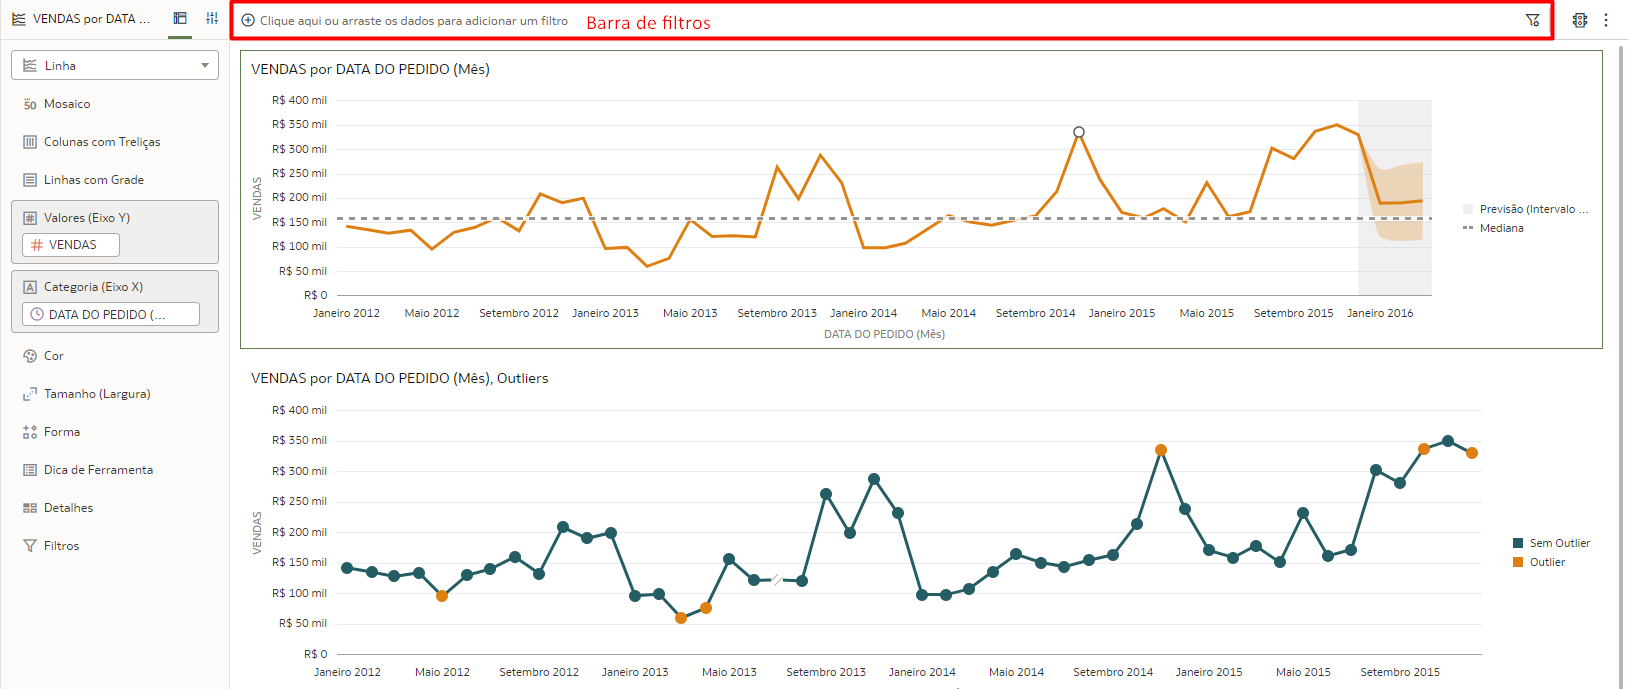 VENDAS por DATA ...
Clique aqui ou arraste os dados para adicionar um filtro
Barra de filtros
Linha
50 Mosaico
Colunas com Treliças
Linhas com Grade
Valores (Eixo Y)
# VENDAS
A Categoria (Eixo X)
DATA DO PEDIDO (...
Cor
Tamanho (Largura)
Forma
Dica de Ferramenta
Detalhes
Filtros
VENDAS por DATA DO PEDIDO (Mês)
R$ 400 mil
R$ 350 mil
R$ 300 mil
R$ 250 mil
R$ 200 mil
R$ 150 mil
R$ 100 mil
R$ 50 mil
R$ 0
VENDAS
Janeiro 2012 Maio 2012 Setembro 2012 Janeiro 2013 Maio 2013 Setembro 2013 Janeiro 2014 Maio 2014 Setembro 2014 Janeiro 2015 Maio 2015 Setembro 2015 Janeiro 2016
DATA DO PEDIDO (Mês)
Previsão (Intervalo ...
Mediana
VENDAS por DATA DO PEDIDO (Mês), Outliers
R$ 400 mil
R$ 350 mil
R$ 300 mil
R$ 250 mil
R$ 200 mil
R$ 150 mil
R$ 100 mil
R$ 50 mil
R$ 0
VENDAS
Janeiro 2012 Maio 2012 Setembro 2012 Janeiro 2013 Maio 2013 Setembro 2013 Janeiro 2014 Maio 2014 Setembro 2014 Janeiro 2015 Maio 2015 Setembro 2015
Sem Outlier
Outlier